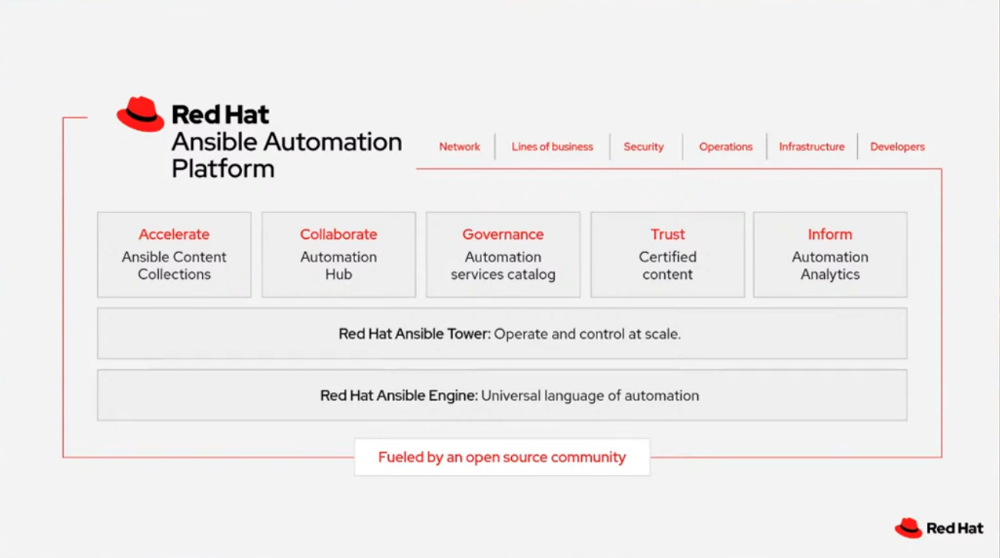 Red Hat
Ansible Automation
Platform
Network
Lines of business
Security
Operations
Infrastructure
Developers
Accelerate
Ansible Content
Collections
Collaborate
Automation
Hub
Governance
Automation
services catalog
Trust
Certified
content
Inform
Automation
Analytics
Red Hat Ansible Tower: Operate and control at scale.
Red Hat Ansible Engine: Universal language of automation
Fueled by an open source community
Red Hat